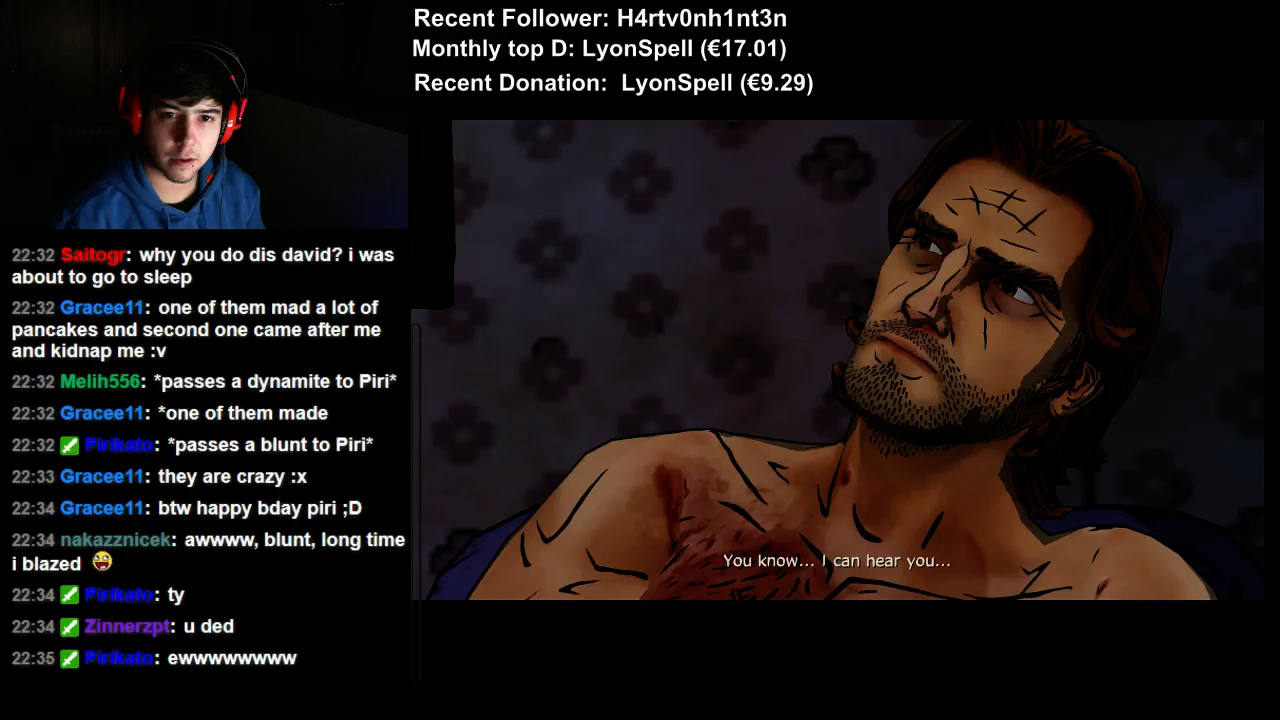 Recent Follower: H4rtv0nh1nt3n
Monthly top D: LyonSpell (€17.01)
Recent Donation: LyonSpell (€9.29)
22:32 Saitogr: why you do dis david? i was
about to go to sleep
22:32 Gracee11: one of them mad a lot of
pancakes and second one came after me
and kidnap me :v
22:32 Melih556: *passes a dynamite to Piri*
22:32 Gracee11: *one of them made
22:32 Pirikato: *passes a blunt to Piri*
22:33 Gracee11: they are crazy :x
22:34 Gracee11: btw happy bday piri ;D
22:34 nakazznicek: awwww, blunt, long time
i blazed
22:34 Pirikato: ty
22:34 Zinnerzpt: u ded
22:35 Pirikato: ewwwwwwww
You know... I can hear you...